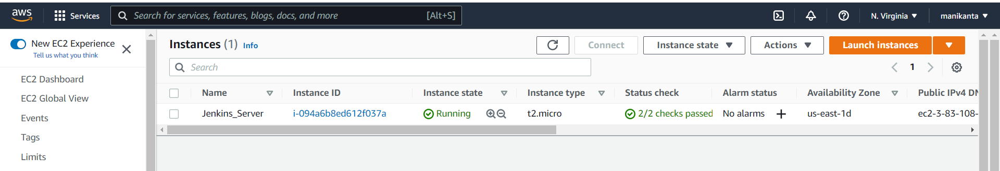 aws Services Search for services, features, blogs, docs, and more [Alt+S] N. Virginia manikanta
New EC2 Experience
Tell us what you think
EC2 Dashboard
EC2 Global View
Events
Tags
Limits
Instances (1) Info Connect Instance state Actions Launch instances
Search 1
Name Instance ID Instance state Instance type Status check Alarm status Availability Zone Public IPv4 DN
Jenkins_Server i-094a6b8ed612f037a Running t2.micro 2/2 checks passed No alarms us-east-1d ec2-3-83-108-